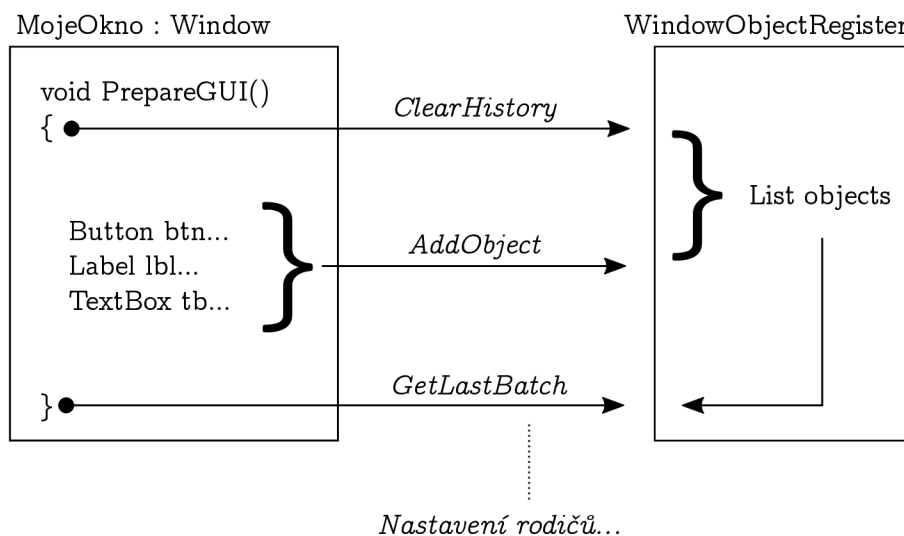 MojeOkno : Window
WindowObjectRegister
void PrepareGUI()
{
ClearHistory
List objects
Button btn...
Label lbl...
TextBox tb...
AddObject
}
GetLastBatch
Nastavení rodičů...